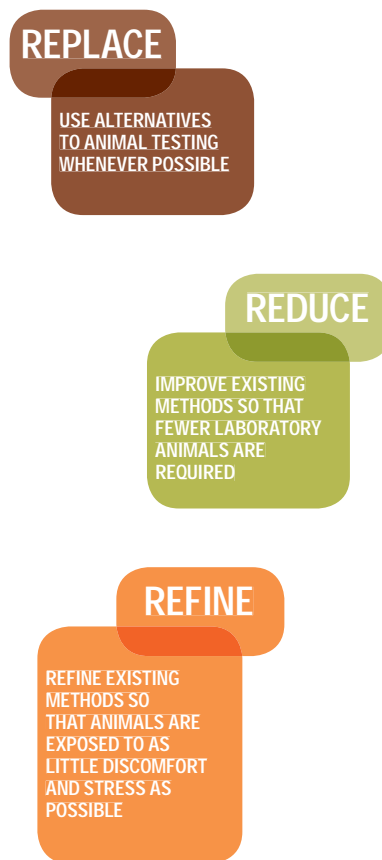 REPLACE
USE ALTERNATIVES
TO ANIMAL TESTING
WHENEVER POSSIBLE
REDUCE
IMPROVE EXISTING
METHODS SO THAT
FEWER LABORATORY
ANIMALS ARE
REQUIRED
REFINE
REFINE EXISTING
METHODS SO
THAT ANIMALS ARE
EXPOSED TO AS
LITTLE DISCOMFORT
AND STRESS AS
POSSIBLE